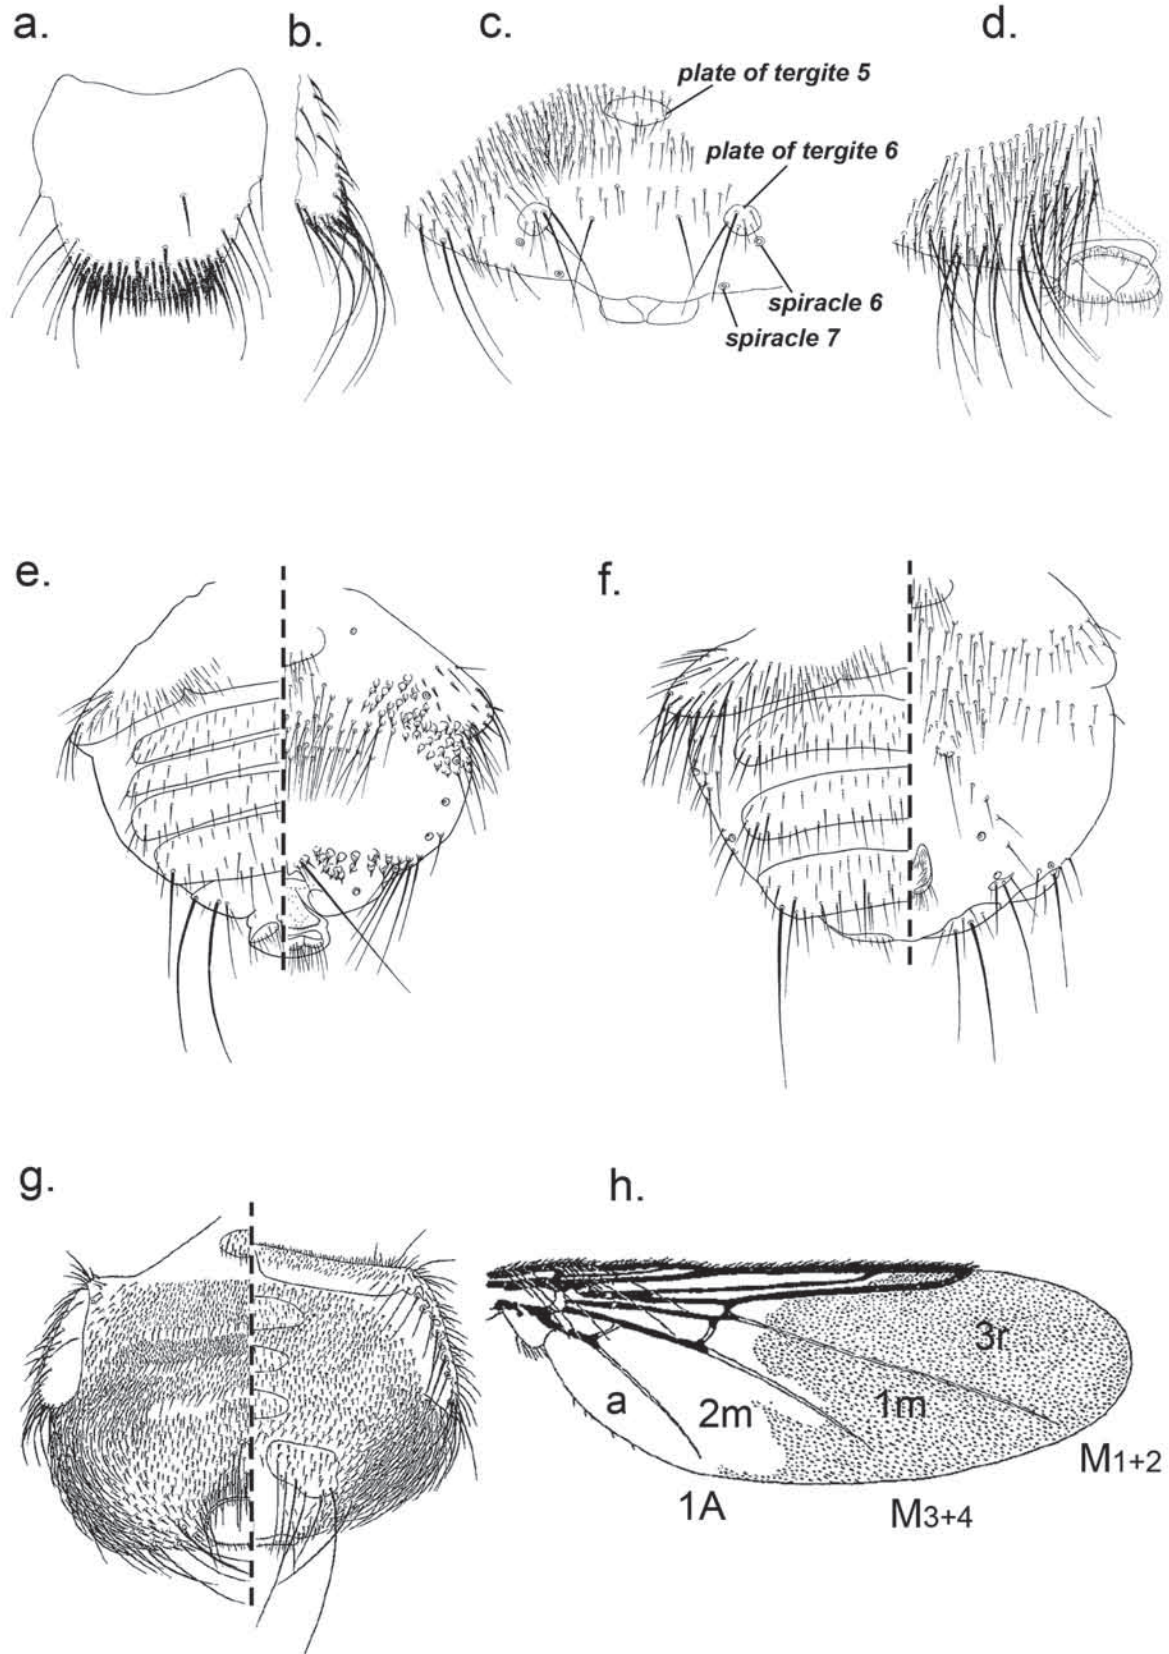 a.
b.
c.
d.
plate of tergite 5
plate of tergite 6
spiracle 6
spiracle 7
e.
f.
g.
h.
3r
a
2m
1m
M1+2
1A
M3+4